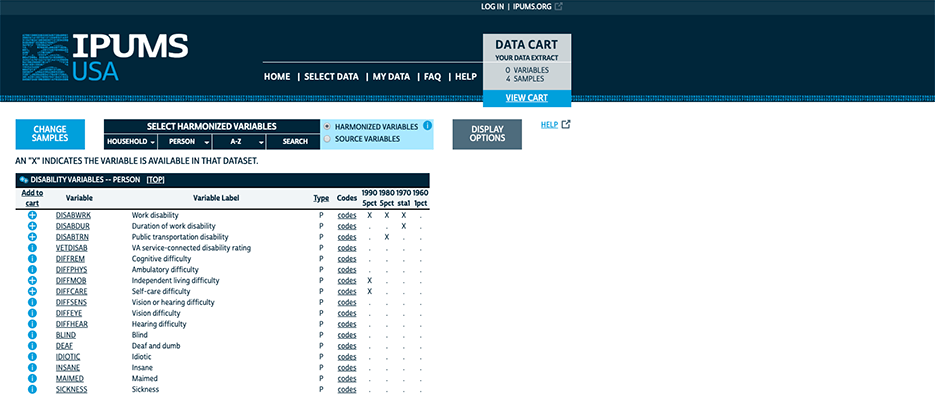 LOG IN | IPUMS.ORG
IPUMS
USA
HOME | SELECT DATA | MY DATA | FAQ | HELP
DATA CART
YOUR DATA EXTRACT
0 VARIABLES
4 SAMPLES
VIEW CART
CHANGE
SAMPLES
SELECT HARMONIZED VARIABLES
HOUSEHOLD PERSON A-Z SEARCH
HARMONIZED VARIABLES i
SOURCE VARIABLES
DISPLAY
OPTIONS
HELP
AN "X" INDICATES THE VARIABLE IS AVAILABLE IN THAT DATASET.
DISABILITY VARIABLES -- PERSON [TOP]
Add to cart Variable Variable Label Type Codes 1990 5pct 1980 5pct 1970 sta1 1960 1pct
+ DISABWRK Work disability P codes X X X .
+ DISABDUR Duration of work disability P codes . . X .
+ DISABTRN Public transportation disability P codes . X . .
i VETDISAB VA service-connected disability rating P codes . . . .
i DIFFREM Cognitive difficulty P codes . . . .
i DIFFPHYS Ambulatory difficulty P codes . . . .
+ DIFFMOB Independent living difficulty P codes X . . .
+ DIFFCARE Self-care difficulty P codes X . . .
i DIFFSENS Vision or hearing difficulty P codes . . . .
i DIFFEYE Vision difficulty P codes . . . .
i DIFFHEAR Hearing difficulty P codes . . . .
i BLIND Blind P codes . . . .
i DEAF Deaf and dumb P codes . . . .
i IDIOTIC Idiotic P codes . . . .
i INSANE Insane P codes . . . .
i MAIMED Maimed P codes . . . .
i SICKNESS Sickness P codes . . . .